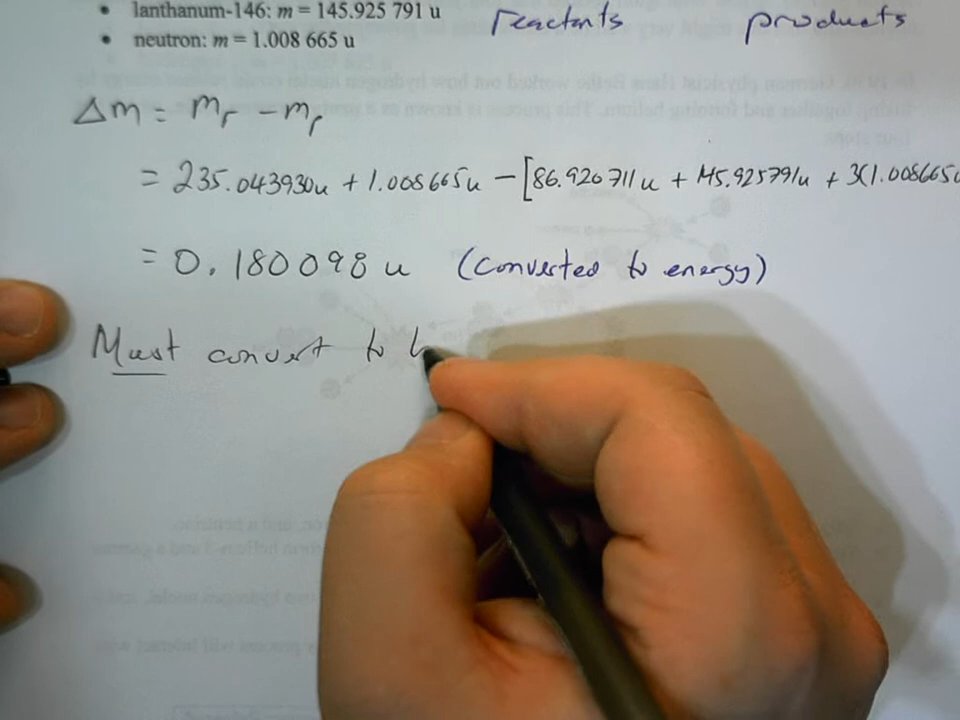 • lanthanum-146: m = 145.925 791 u
• neutron: m = 1.008 665 u
reactants products
Δm = mr - mp
= 235.043930u + 1.008665u - [86.920711u + 145.925791u + 3(1.008665u
= 0.180098 u (converted to energy)
Must convert to